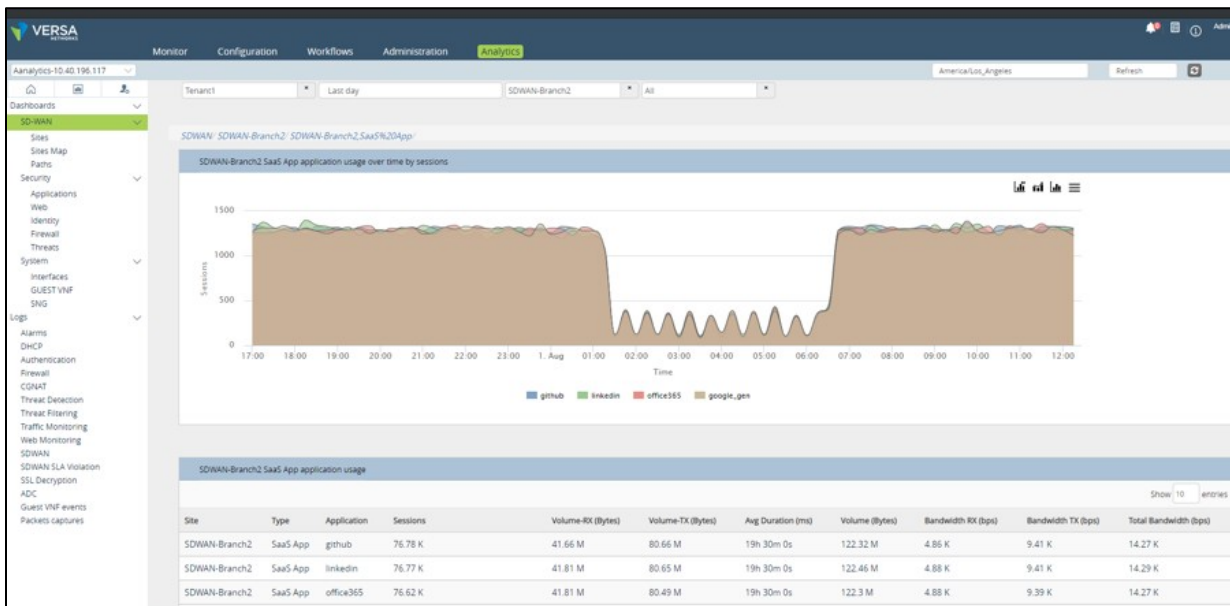 VERSA
NETWORKS
Admi
Monitor Configuration Workflows Administration Analytics
Aanalytics-10.40.196.117 America/Los_Angeles Refresh
Tenant1 Last day SDWAN-Branch2 All
Dashboards
SD-WAN
Sites
Sites Map
Paths
Security
Applications
Web
Identity
Firewall
Threats
System
Interfaces
GUEST VNF
SNG
Logs
Alarms
DHCP
Authentication
Firewall
CGNAT
Threat Detection
Threat Filtering
Traffic Monitoring
Web Monitoring
SDWAN
SDWAN SLA Violation
SSL Decryption
ADC
Guest VNF events
Packets captures
SDWAN/ SDWAN-Branch2/ SDWAN-Branch2,SaaS%20App/
SDWAN-Branch2 SaaS App application usage over time by sessions
Sessions
1500
1000
500
0
17:00 18:00 19:00 20:00 21:00 22:00 23:00 1. Aug 01:00 02:00 03:00 04:00 05:00 06:00 07:00 08:00 09:00 10:00 11:00 12:00
Time
github linkedin office365 google_gen
SDWAN-Branch2 SaaS App application usage
Show 10 entries
Site Type Application Sessions Volume-RX (Bytes) Volume-TX (Bytes) Avg Duration (ms) Volume (Bytes) Bandwidth RX (bps) Bandwidth TX (bps) Total Bandwidth (bps)
SDWAN-Branch2 SaaS App github 76.78 K 41.66 M 80.66 M 19h 30m 0s 122.32 M 4.86 K 9.41 K 14.27 K
SDWAN-Branch2 SaaS App linkedin 76.77 K 41.81 M 80.65 M 19h 30m 0s 122.46 M 4.88 K 9.41 K 14.29 K
SDWAN-Branch2 SaaS App office365 76.62 K 41.81 M 80.49 M 19h 30m 0s 122.3 M 4.88 K 9.39 K 14.27 K